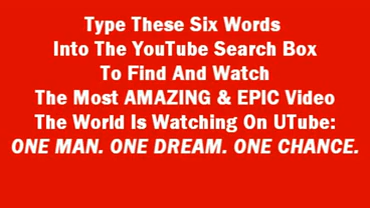 Type These Six Words
Into The YouTube Search Box
To Find And Watch
The Most AMAZING & EPIC Video
The World Is Watching On UTube:
ONE MAN. ONE DREAM. ONE CHANCE.